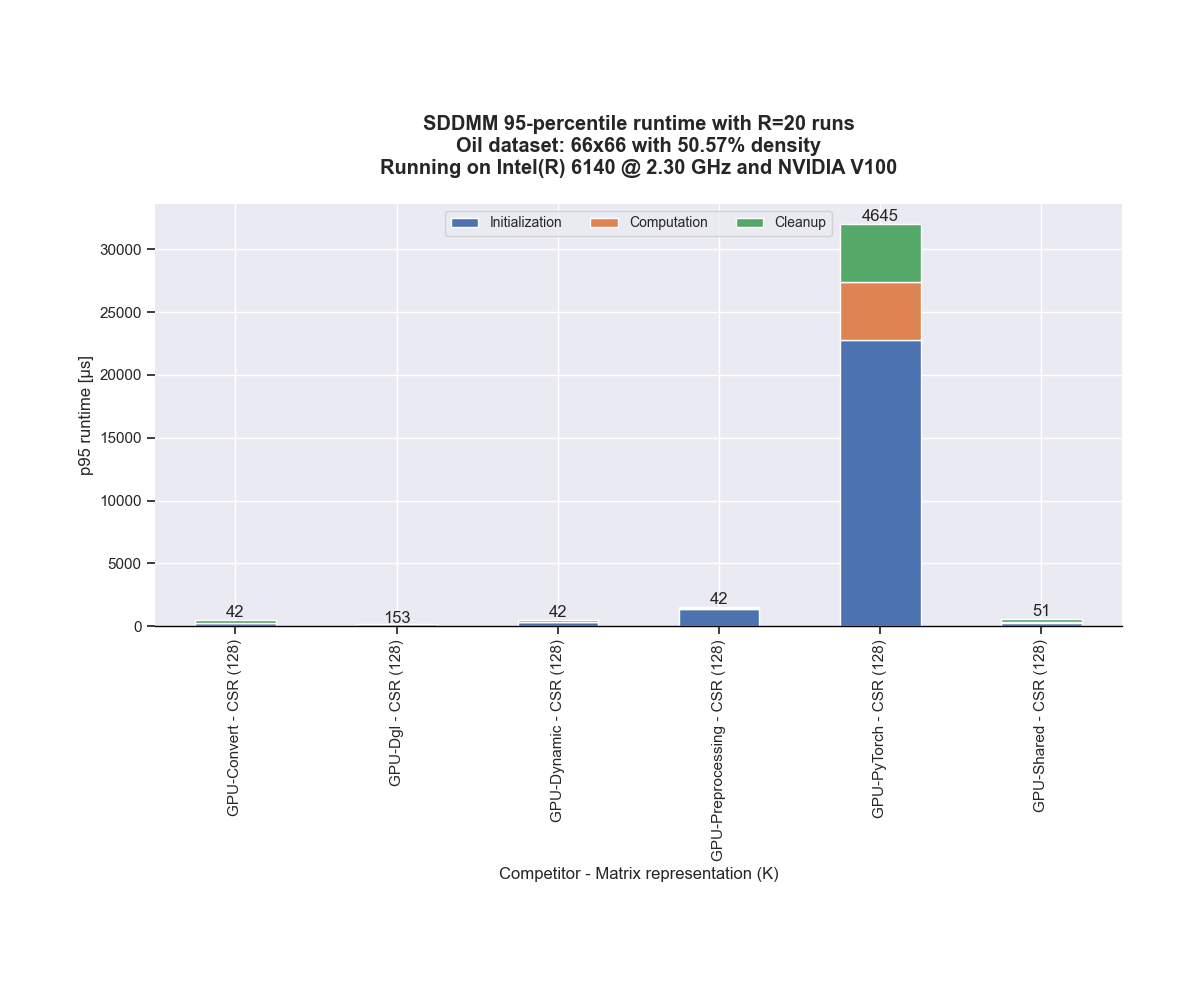 SDDMM 95-percentile runtime with R=20 runs
Oil dataset: 66x66 with 50.57% density
Running on Intel(R) 6140 @ 2.30 GHz and NVIDIA V100
Initialization
Computation
Cleanup
p95 runtime [μs]
30000
25000
20000
15000
10000
5000
0
42
153
42
42
4645
51
GPU-Convert - CSR (128)
GPU-Dgl - CSR (128)
GPU-Dynamic - CSR (128)
GPU-Preprocessing - CSR (128)
GPU-PyTorch - CSR (128)
GPU-Shared - CSR (128)
Competitor - Matrix representation (K)